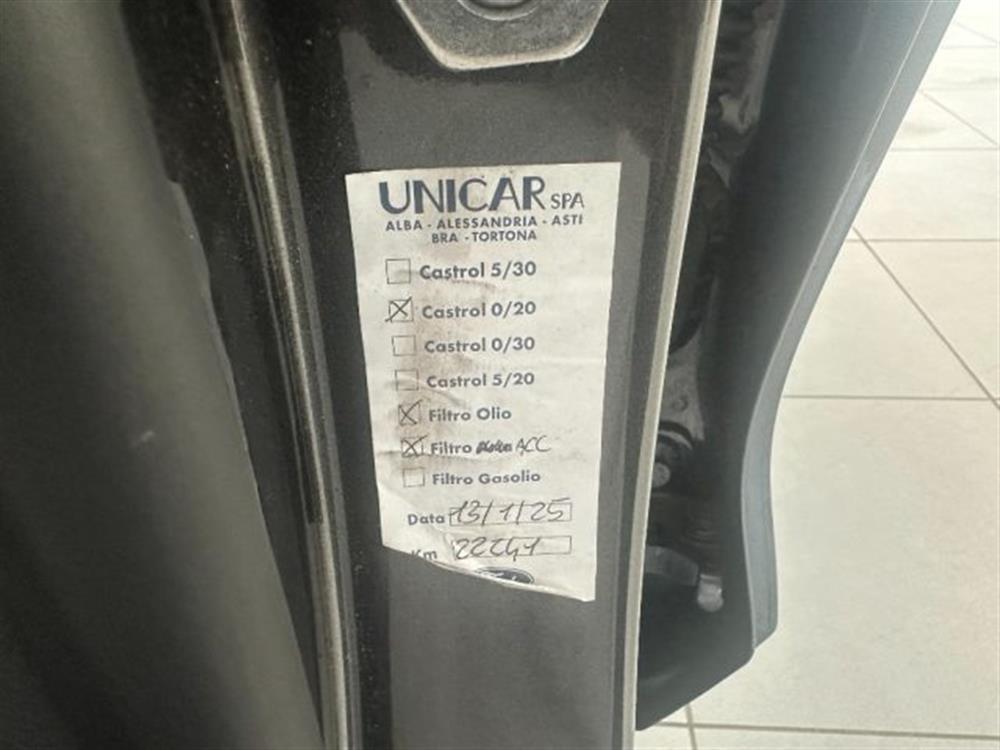 UNICAR SPA
ALBA - ALESSANDRIA - ASTI
BRA - TORTONA
Castrol 5/30
Castrol 0/20
Castrol 0/30
Castrol 5/20
Filtro Olio
Filtro ACC
Filtro Gasolio
Data 13/1/25
Km 22241